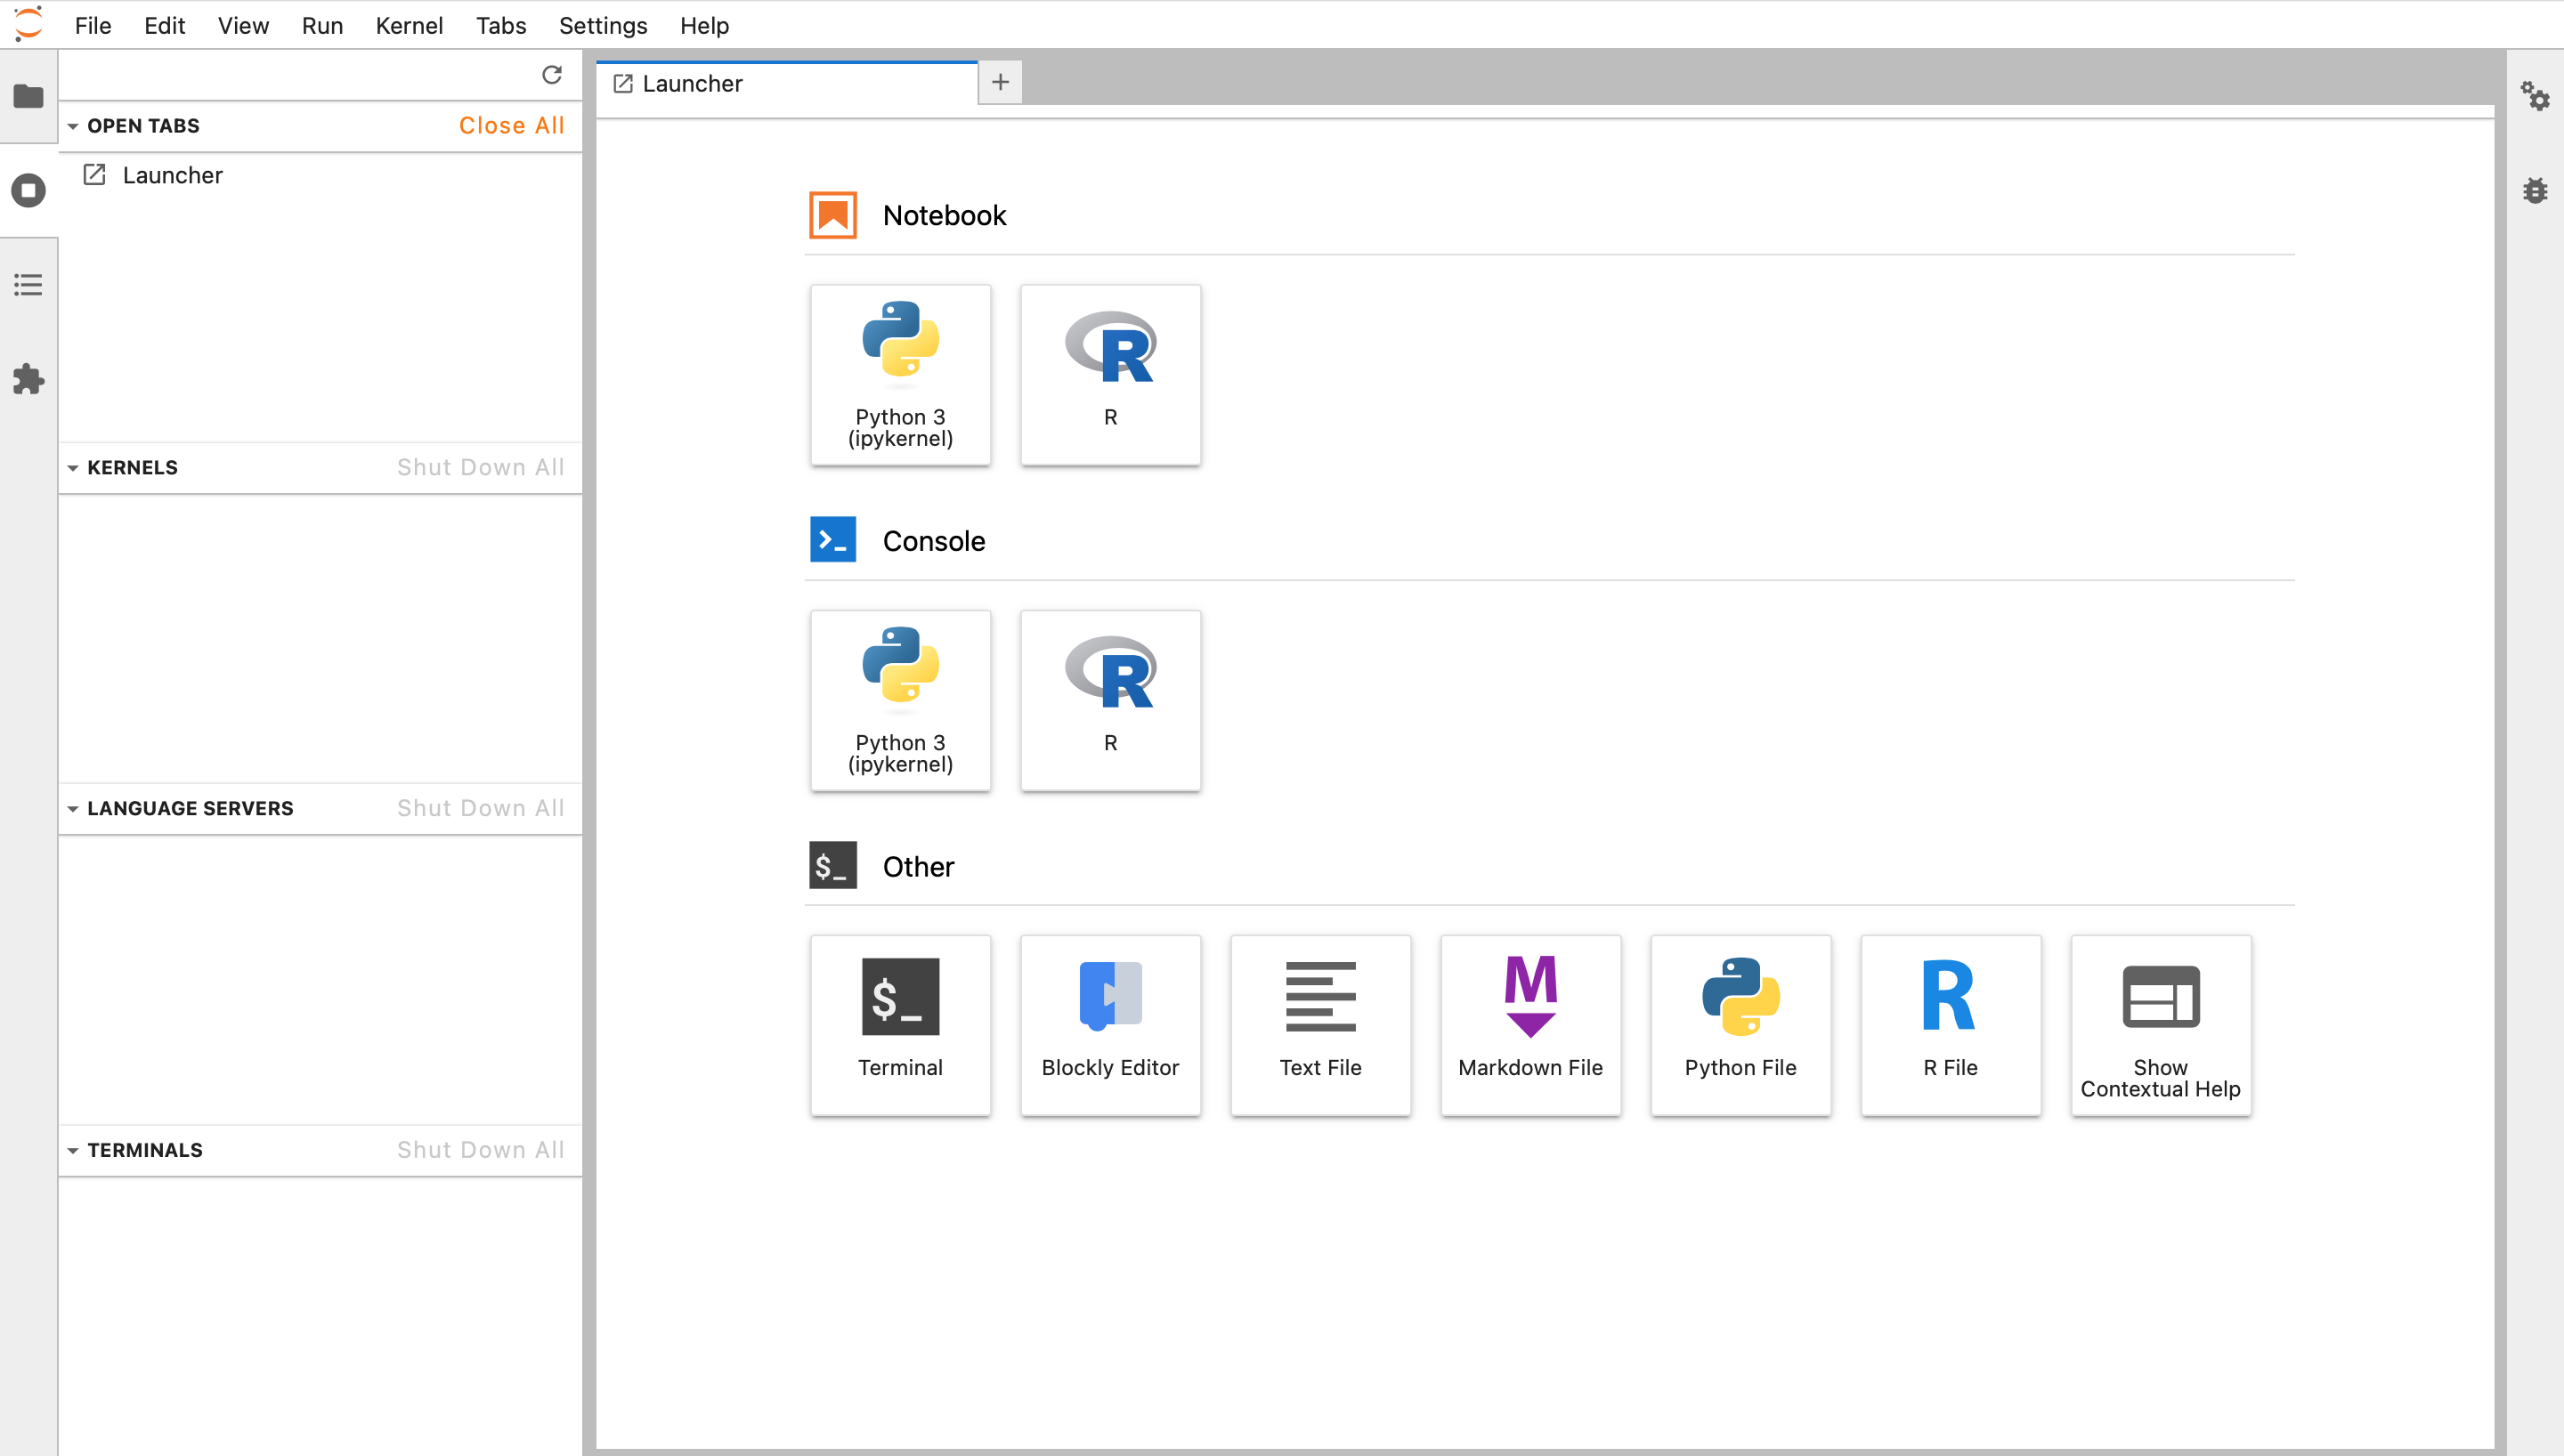 File Edit View Run Kernel Tabs Settings Help
OPEN TABS Close All
Launcher
KERNELS Shut Down All
LANGUAGE SERVERS Shut Down All
TERMINALS Shut Down All
Launcher
Notebook
Python 3
(ipykernel)
R
Console
Python 3
(ipykernel)
R
$_ Other
$_
Terminal
Blockly Editor
Text File
M
Markdown File
Python File
R
R File
Show
Contextual Help